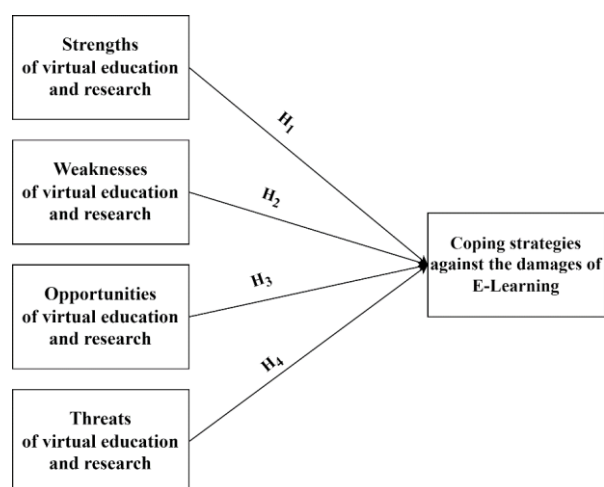 Strengths
of virtual education
and research
H1
Weaknesses
of virtual education
and research
H2
Coping strategies
against the damages of
E-Learning
Opportunities
of virtual education
and research
H3
Threats
of virtual education
and research
H4